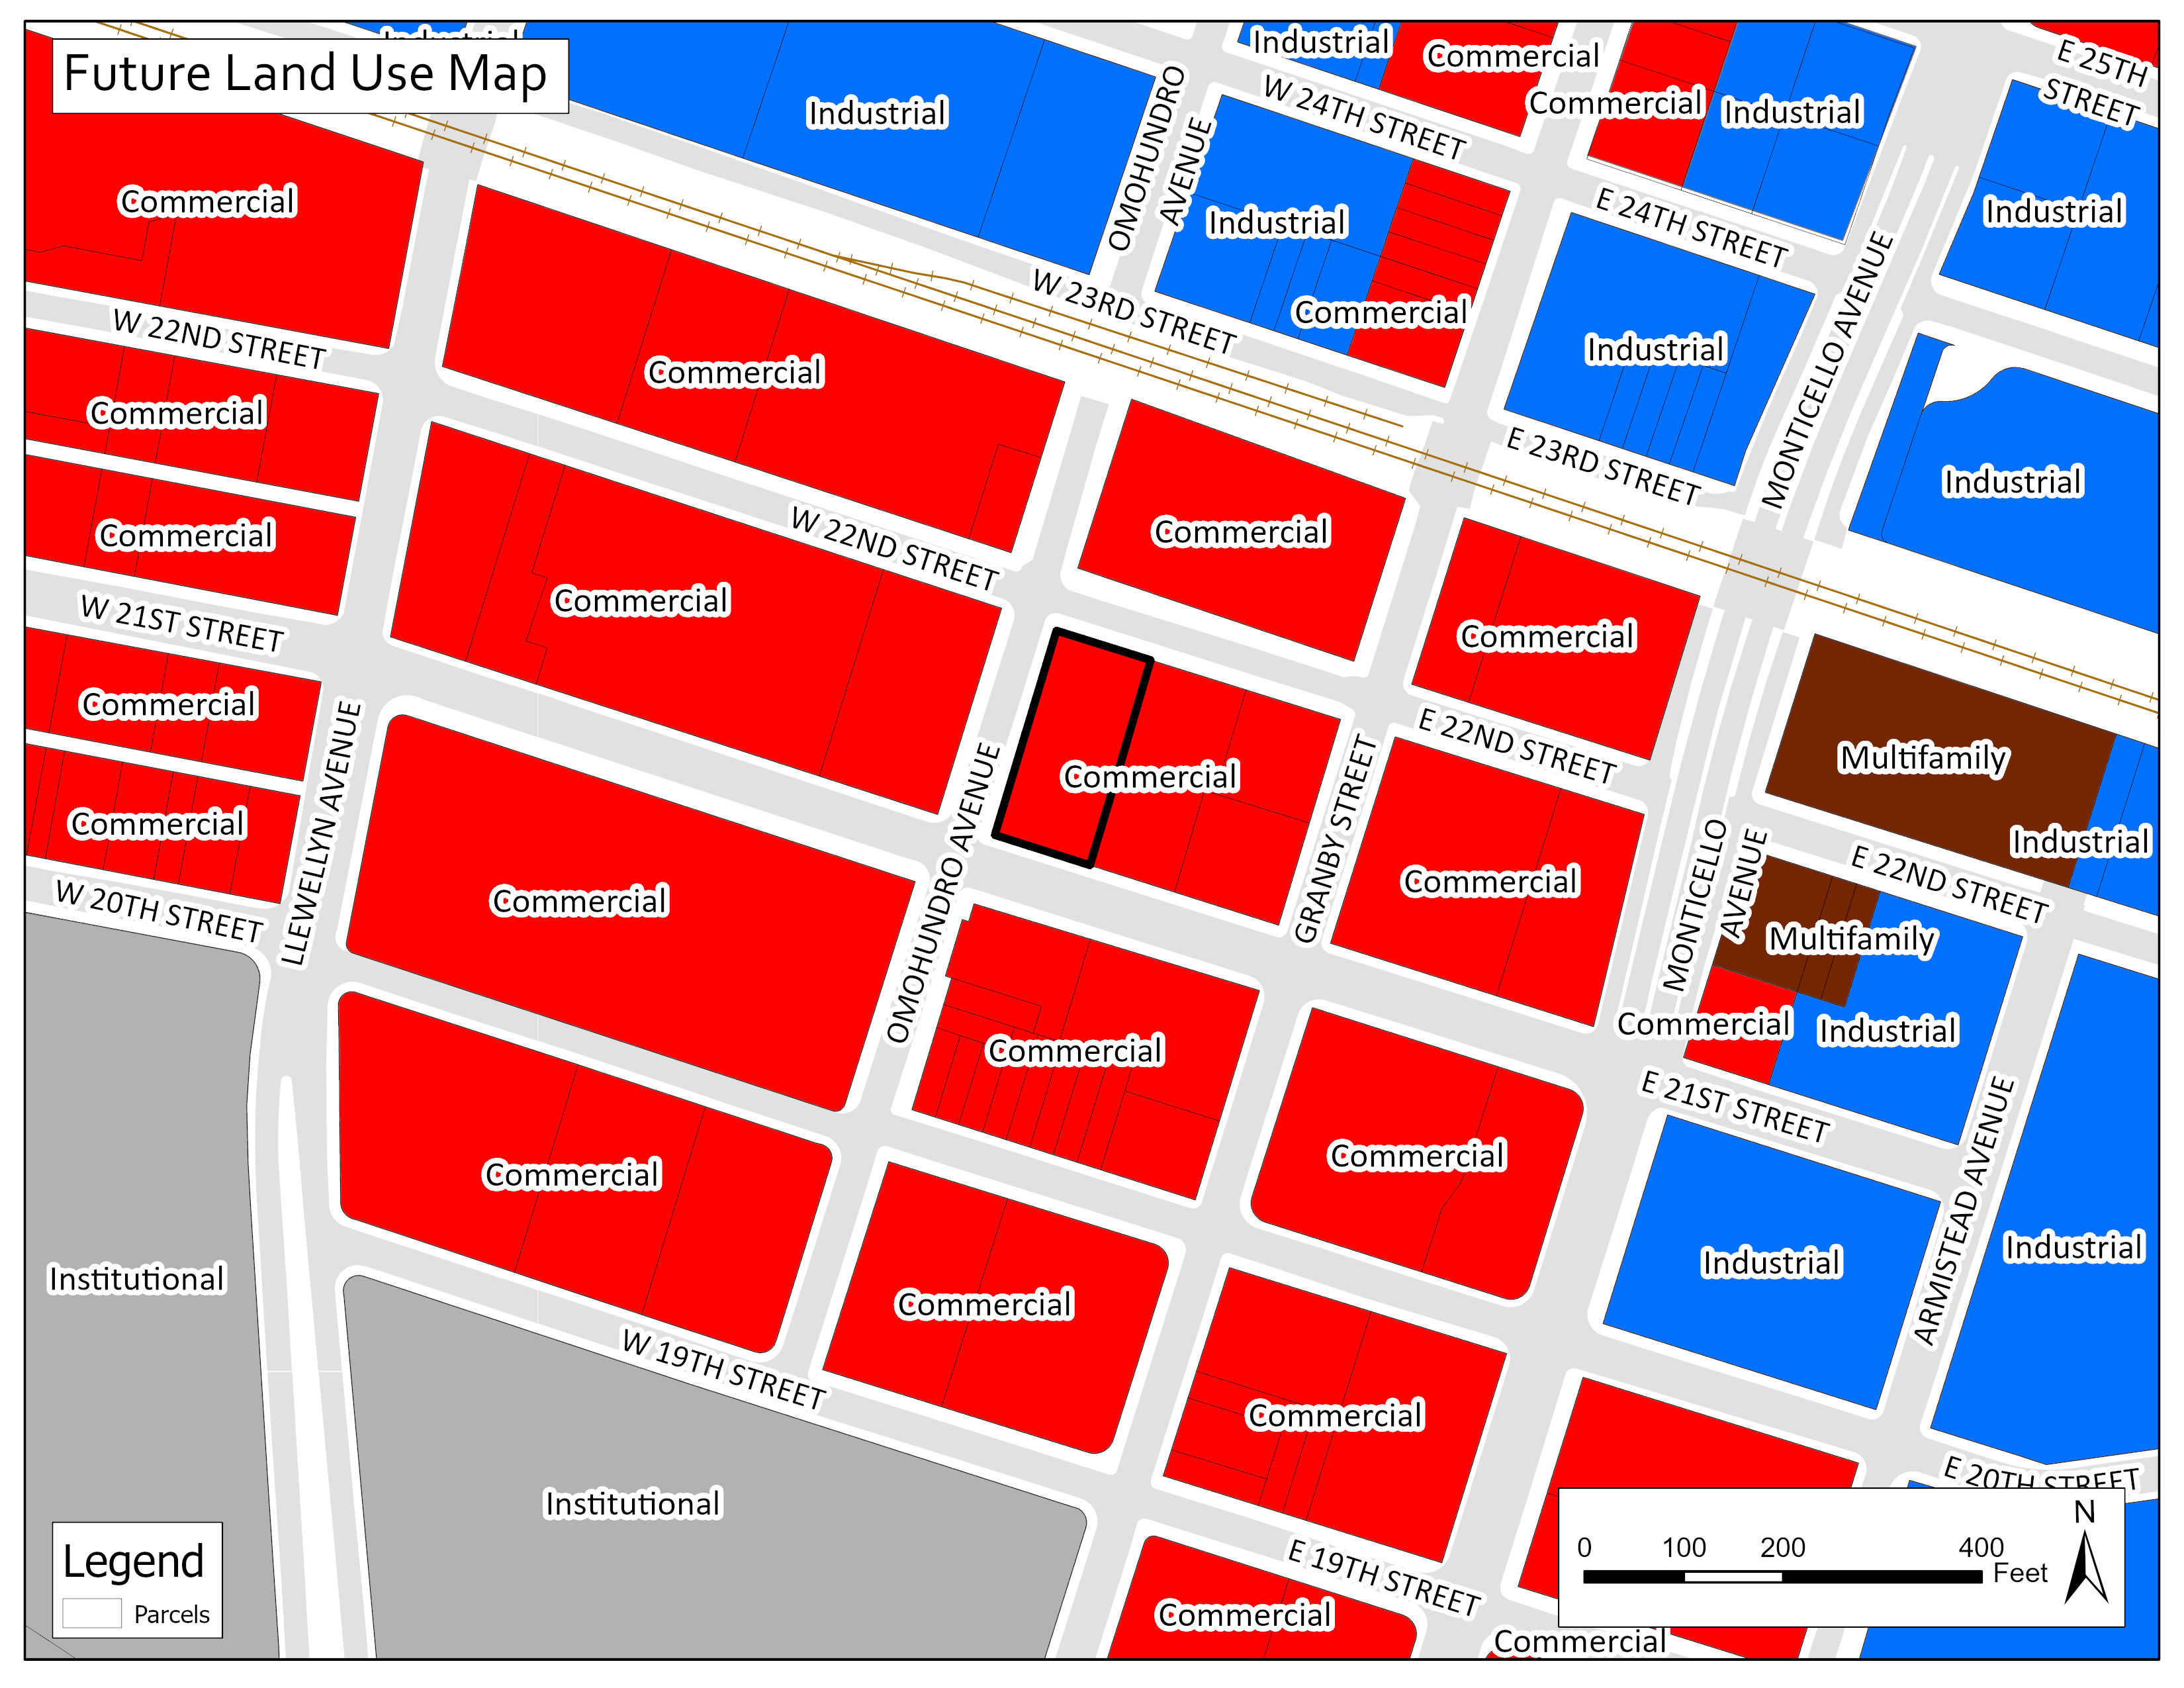 Industrial
Future Land Use Map
Industrial
Commercial
E 25TH
STREET
Industrial
Commercial
Industrial
W 24TH STREET
OMOHUNDRO
AVENUE
Commercial
Industrial
E 24TH STREET
Industrial
Industrial
W 23RD STREET
Commercial
MONTICELLO AVENUE
W 22ND STREET
Commercial
Industrial
Commercial
E 23RD STREET
Industrial
Commercial
W 22ND STREET
Commercial
Commercial
W 21ST STREET
Commercial
Commercial
E 22ND STREET
Commercial
Commercial
Multifamily
LLEWELLYN AVENUE
OMOHUNDRO AVENUE
GRANBY STREET
Commercial
MONTICELLO
AVENUE
Industrial
E 22ND STREET
W 20TH STREET
Commercial
Commercial
Multifamily
Commercial
Industrial
Commercial
E 21ST STREET
Commercial
Commercial
ARMISTEAD AVENUE
Industrial
Industrial
Institutional
Commercial
W 19TH STREET
Commercial
E 20TH STREET
Institutional
E 19TH STREET
Commercial
Commercial
Legend
Parcels
0 100 200 400
Feet
N